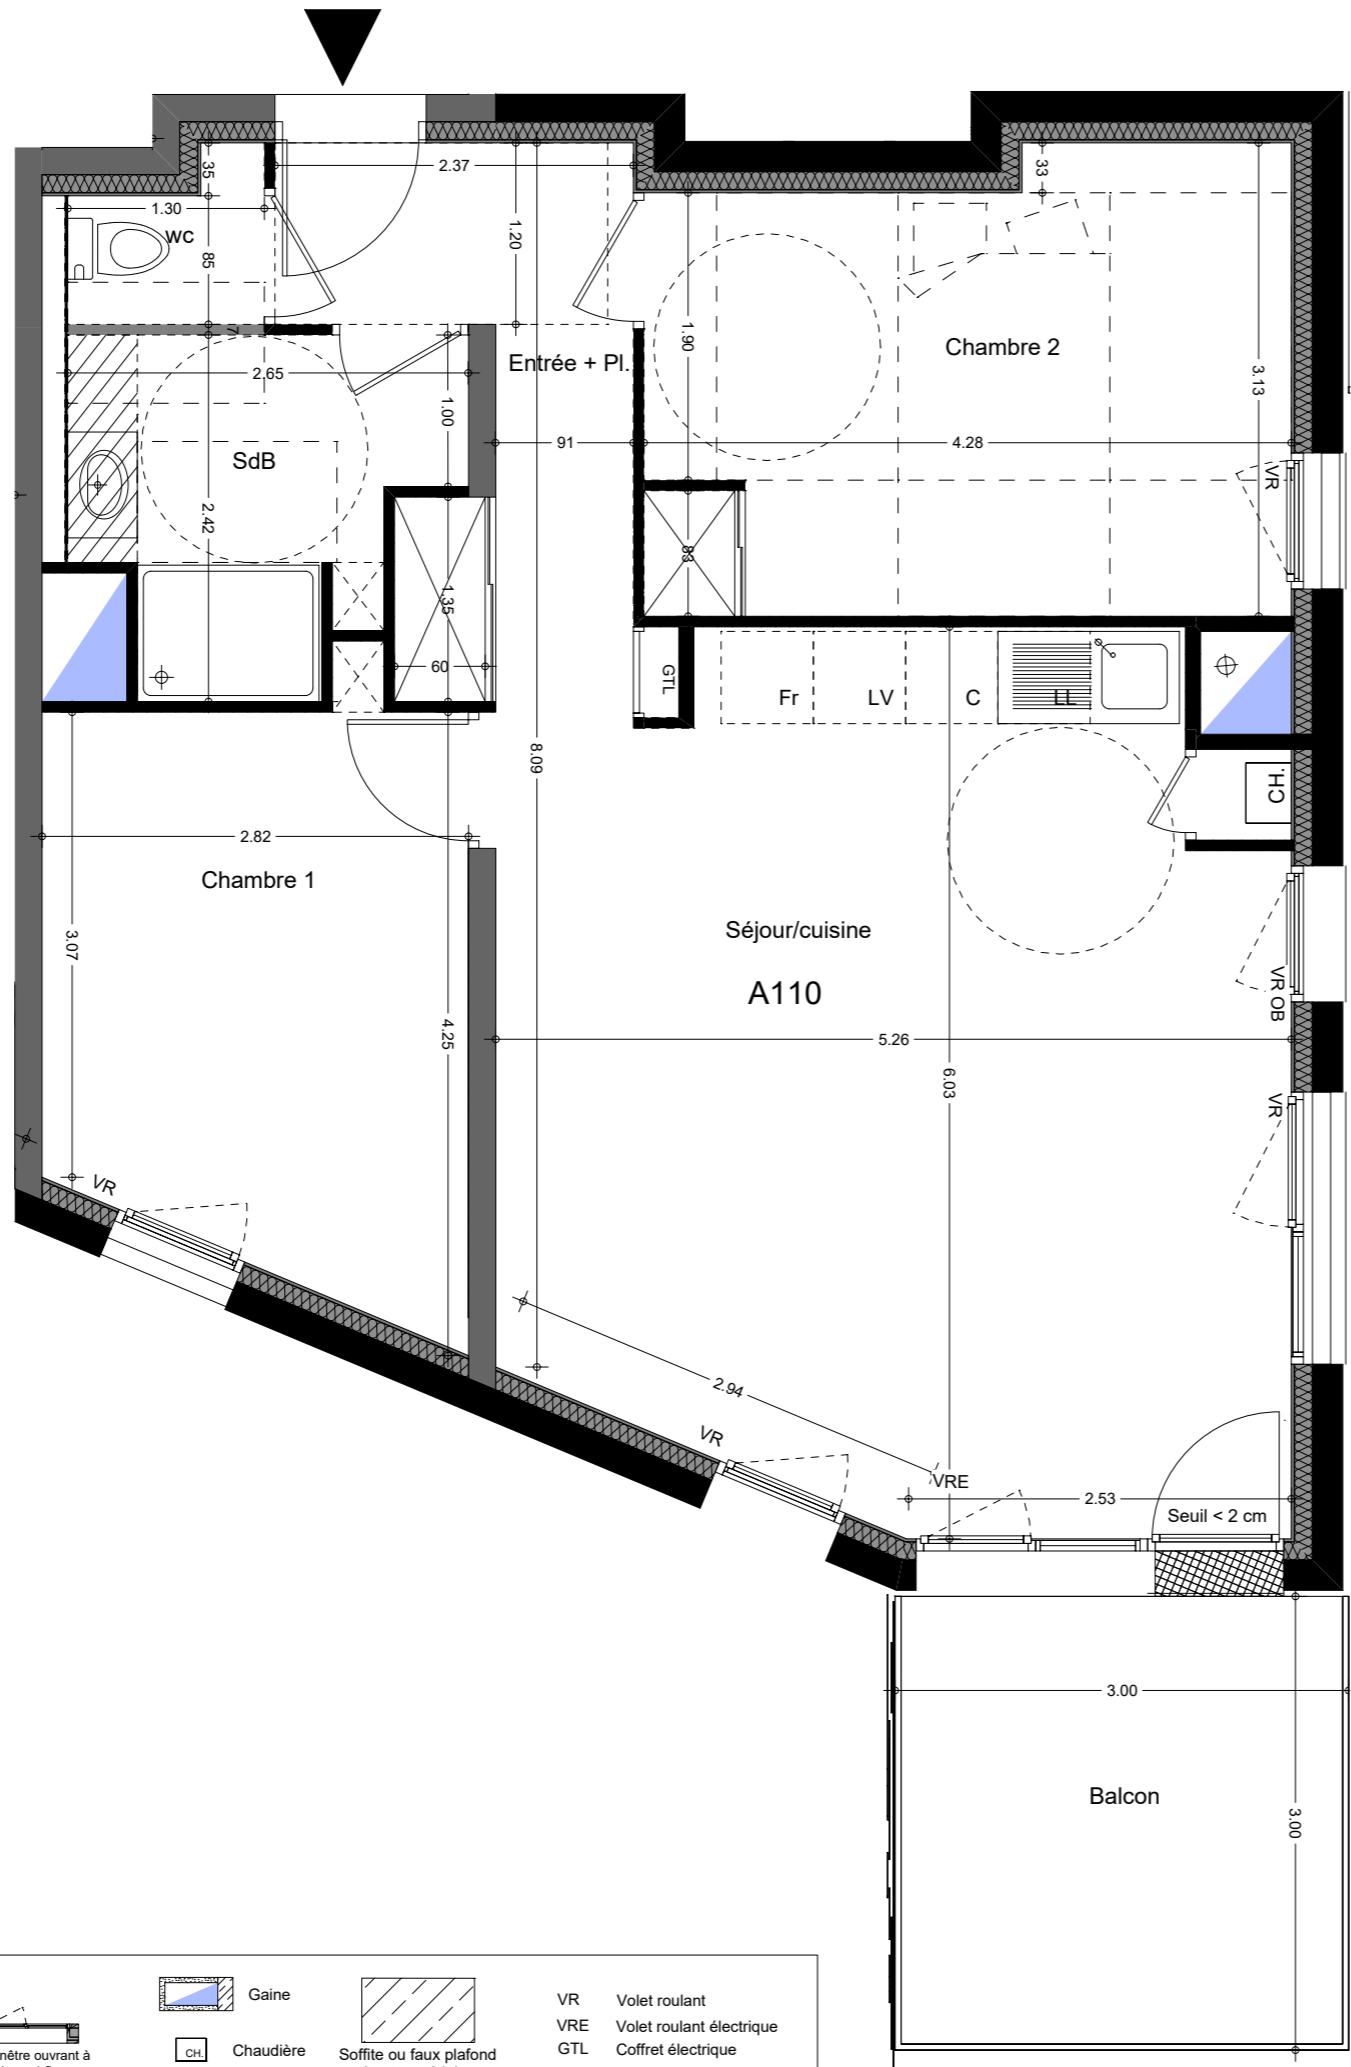 35
2.37
33
1.30
WC
1.20
85
Entrée + Pl.
1.90
Chambre 2
3.13
2.65
1.00
91
4.28
SdB
VR
2.42
83
1.35
60
GTL
Fr
LV
C
LL
8.09
CH.
2.82
Chambre 1
Séjour/cuisine
3.07
A110
VR OB
4.25
5.26
6.03
VR
VR
2.94
VR
VRE
2.53
Seuil < 2 cm
3.00
Balcon
3.00
Gaine
VR Volet roulant
VRE Volet roulant électrique
GTL Coffret électrique
nêtre ouvrant à
CH. Chaudière
Soffite ou faux plafond